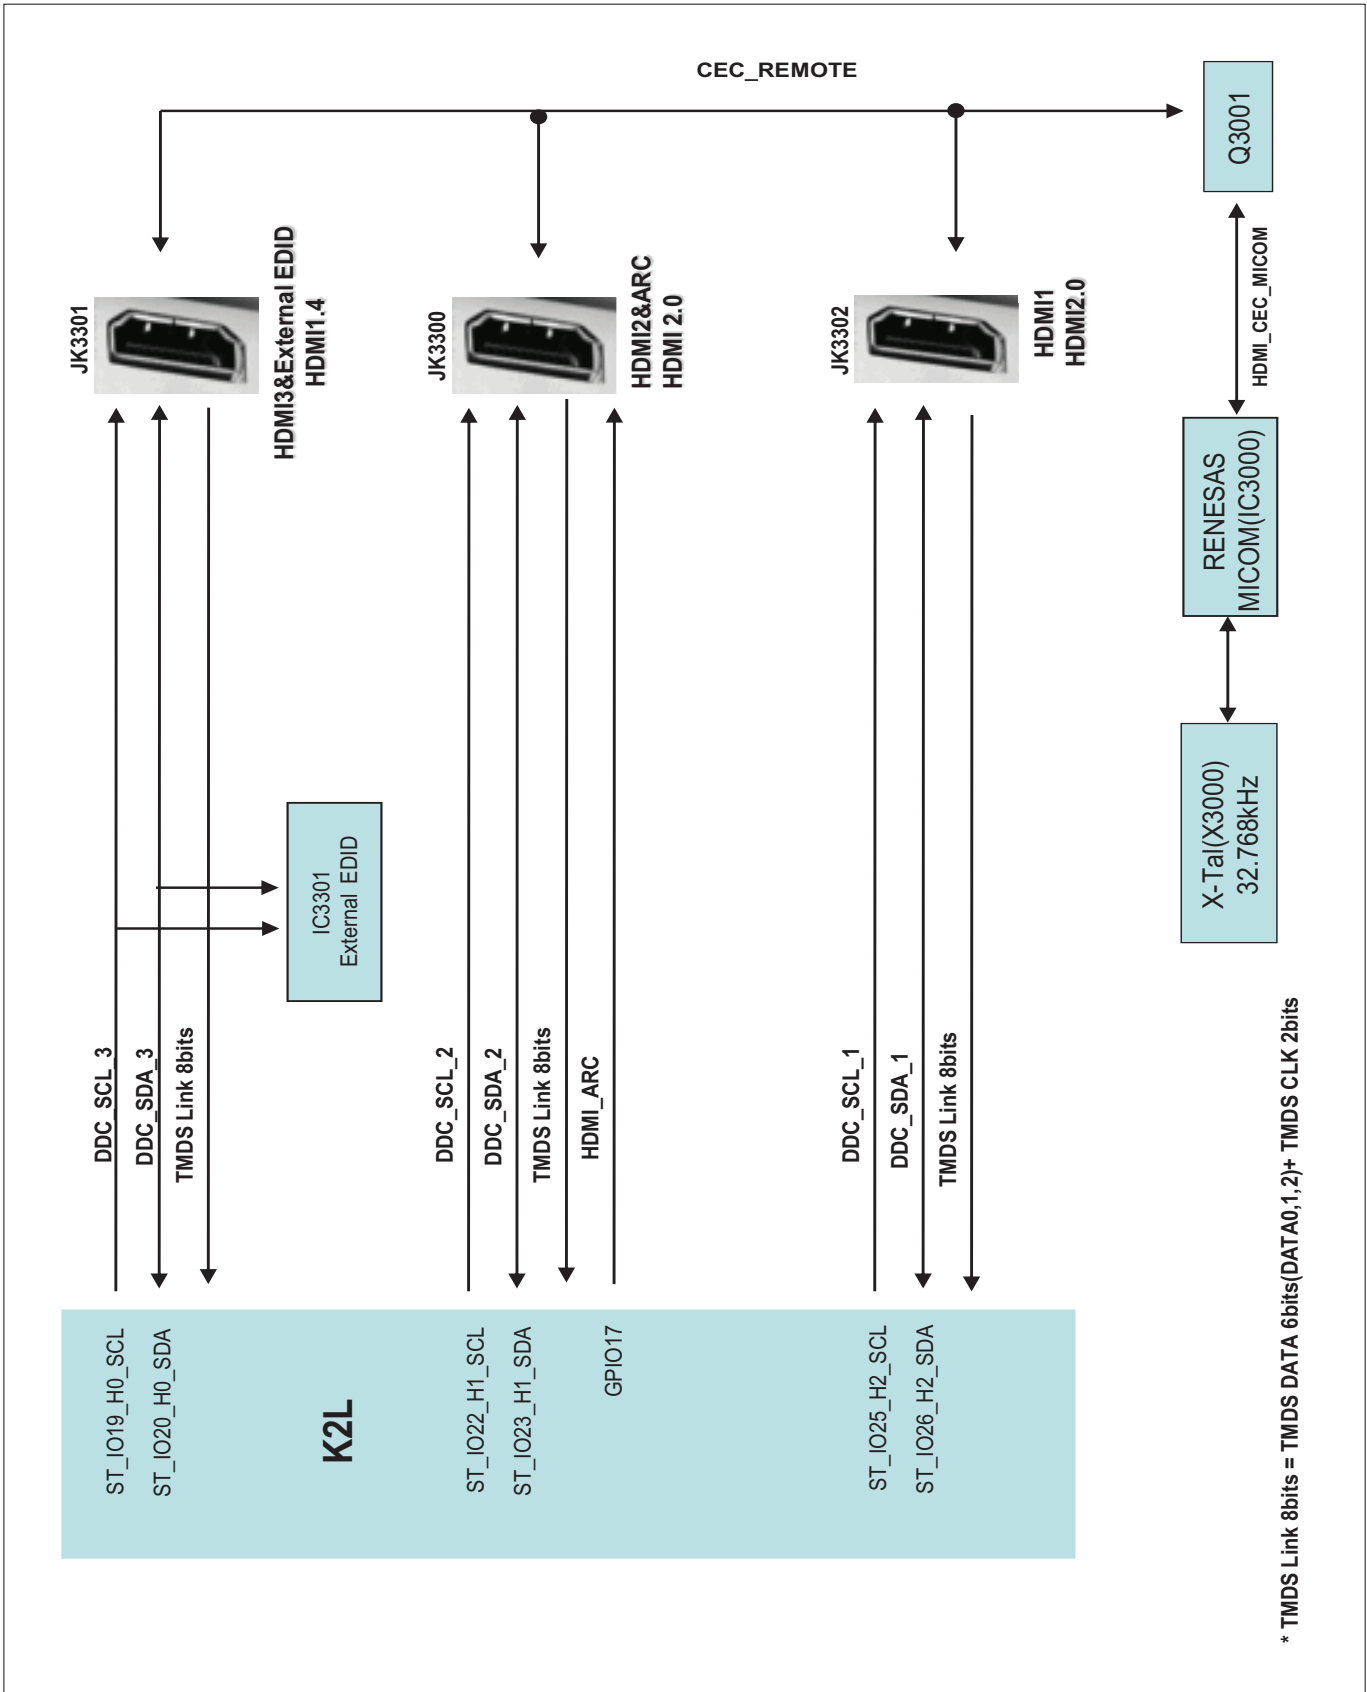 CEC_REMOTE
Q3001
HDMI_CEC_MICOM
RENESAS
MICOM(IC3000)
X-Tal(X3000)
32.768kHz
JK3301
HDMI3&External EDID
HDMI1.4
JK3300
HDMI2&ARC
HDMI 2.0
JK3302
HDMI1
HDMI2.0
IC3301
External EDID
DDC_SCL_3
DDC_SDA_3
TMDS Link 8bits
DDC_SCL_2
DDC_SDA_2
TMDS Link 8bits
HDMI_ARC
DDC_SCL_1
DDC_SDA_1
TMDS Link 8bits
ST_IO19_H0_SCL
ST_IO20_H0_SDA
K2L
ST_IO22_H1_SCL
ST_IO23_H1_SDA
GPIO17
ST_IO25_H2_SCL
ST_IO26_H2_SDA
* TMDS Link 8bits = TMDS DATA 6bits(DATA0,1,2)+ TMDS CLK 2bits